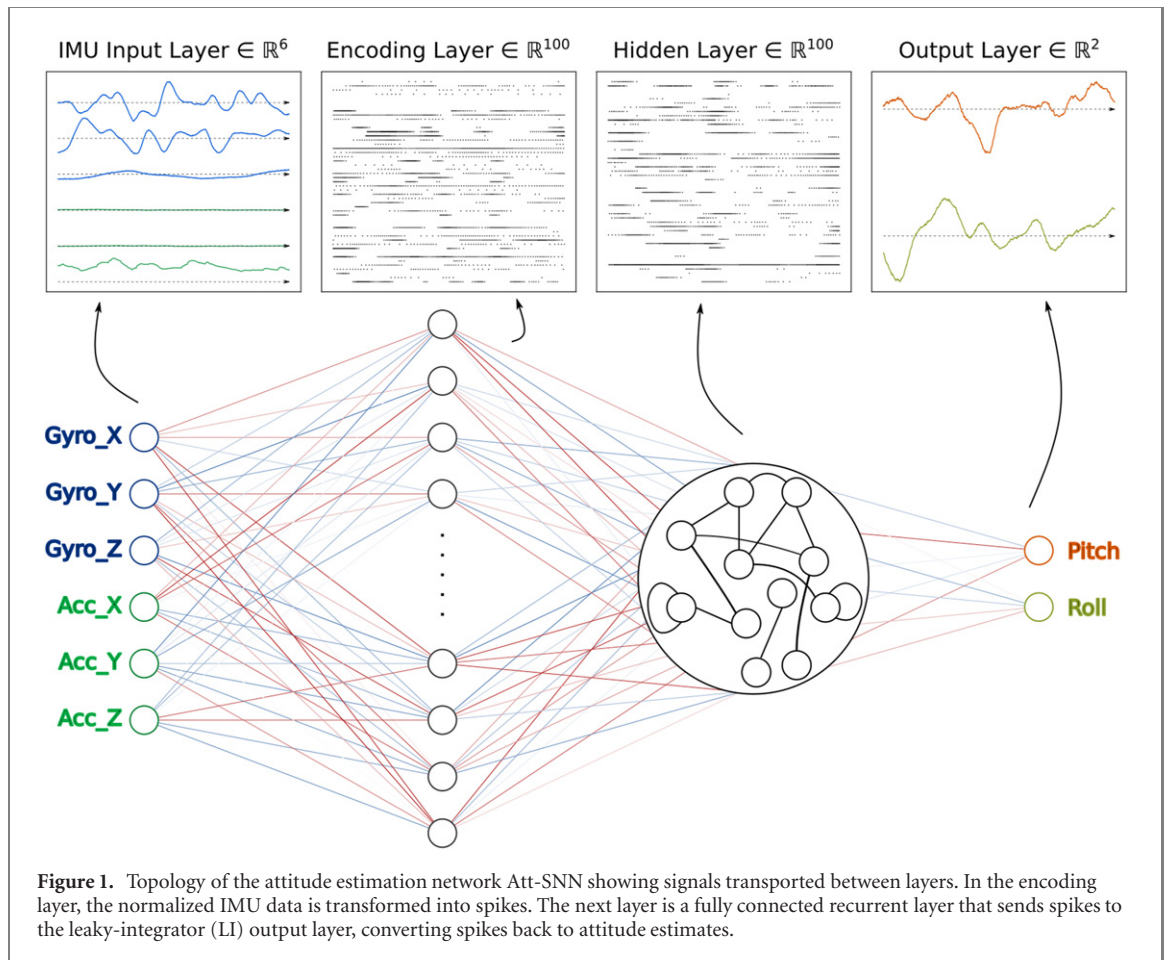 IMU Input Layer ∈ ℝ⁶
Encoding Layer ∈ ℝ¹⁰⁰
Hidden Layer ∈ ℝ¹⁰⁰
Output Layer ∈ ℝ²
Gyro_X
Gyro_Y
Gyro_Z
Acc_X
Acc_Y
Acc_Z
Pitch
Roll
Figure 1. Topology of the attitude estimation network Att-SNN showing signals transported between layers. In the encoding
layer, the normalized IMU data is transformed into spikes. The next layer is a fully connected recurrent layer that sends spikes to
the leaky-integrator (LI) output layer, converting spikes back to attitude estimates.